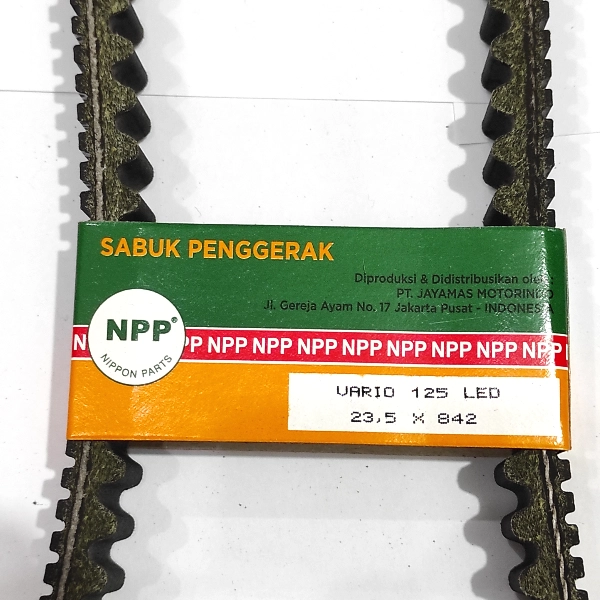 SABUK PENGGERAK
Diproduksi & Didistribusikan oleh :
PT. JAYAMAS MOTORINDO
Jl. Gereja Ayam No. 17 Jakarta Pusat - INDONESIA
NPP®
NIPPON PARTS
N PP NPP NPP NPP NPP NPP NPP NPP NPP
VARIO 125 LED
23,5 X 842